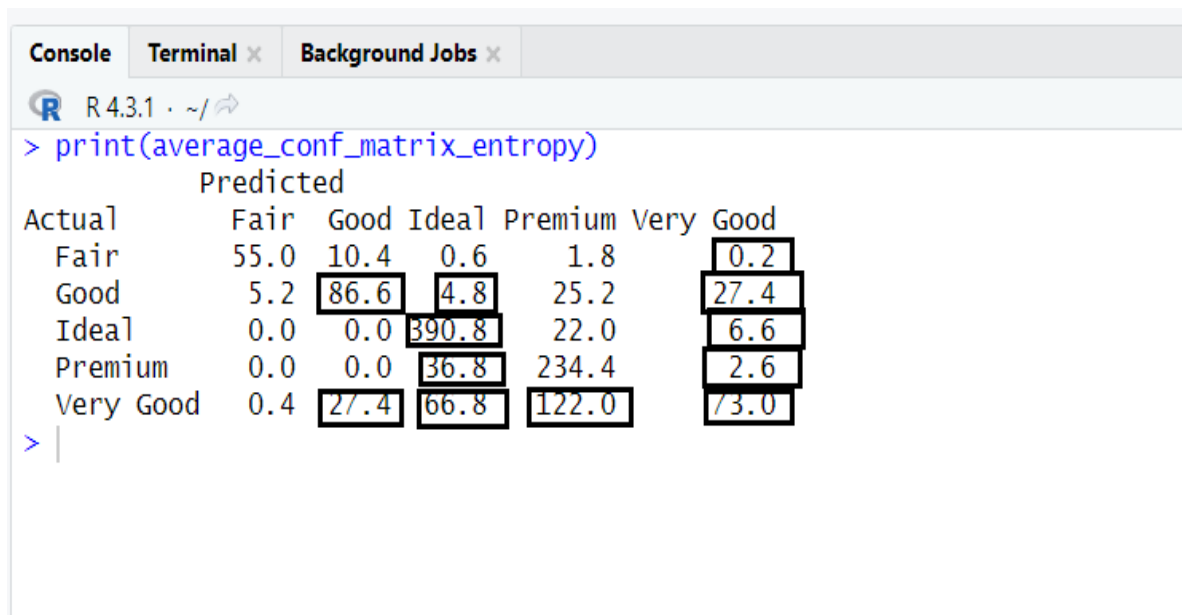 Console Terminal × Background Jobs ×
R R 4.3.1 · ~/
> print(average_conf_matrix_entropy)
Predicted
Actual Fair Good Ideal Premium Very Good
Fair 55.0 10.4 0.6 1.8 0.2
Good 5.2 86.6 4.8 25.2 27.4
Ideal 0.0 0.0 390.8 22.0 6.6
Premium 0.0 0.0 36.8 234.4 2.6
Very Good 0.4 27.4 66.8 122.0 73.0
>